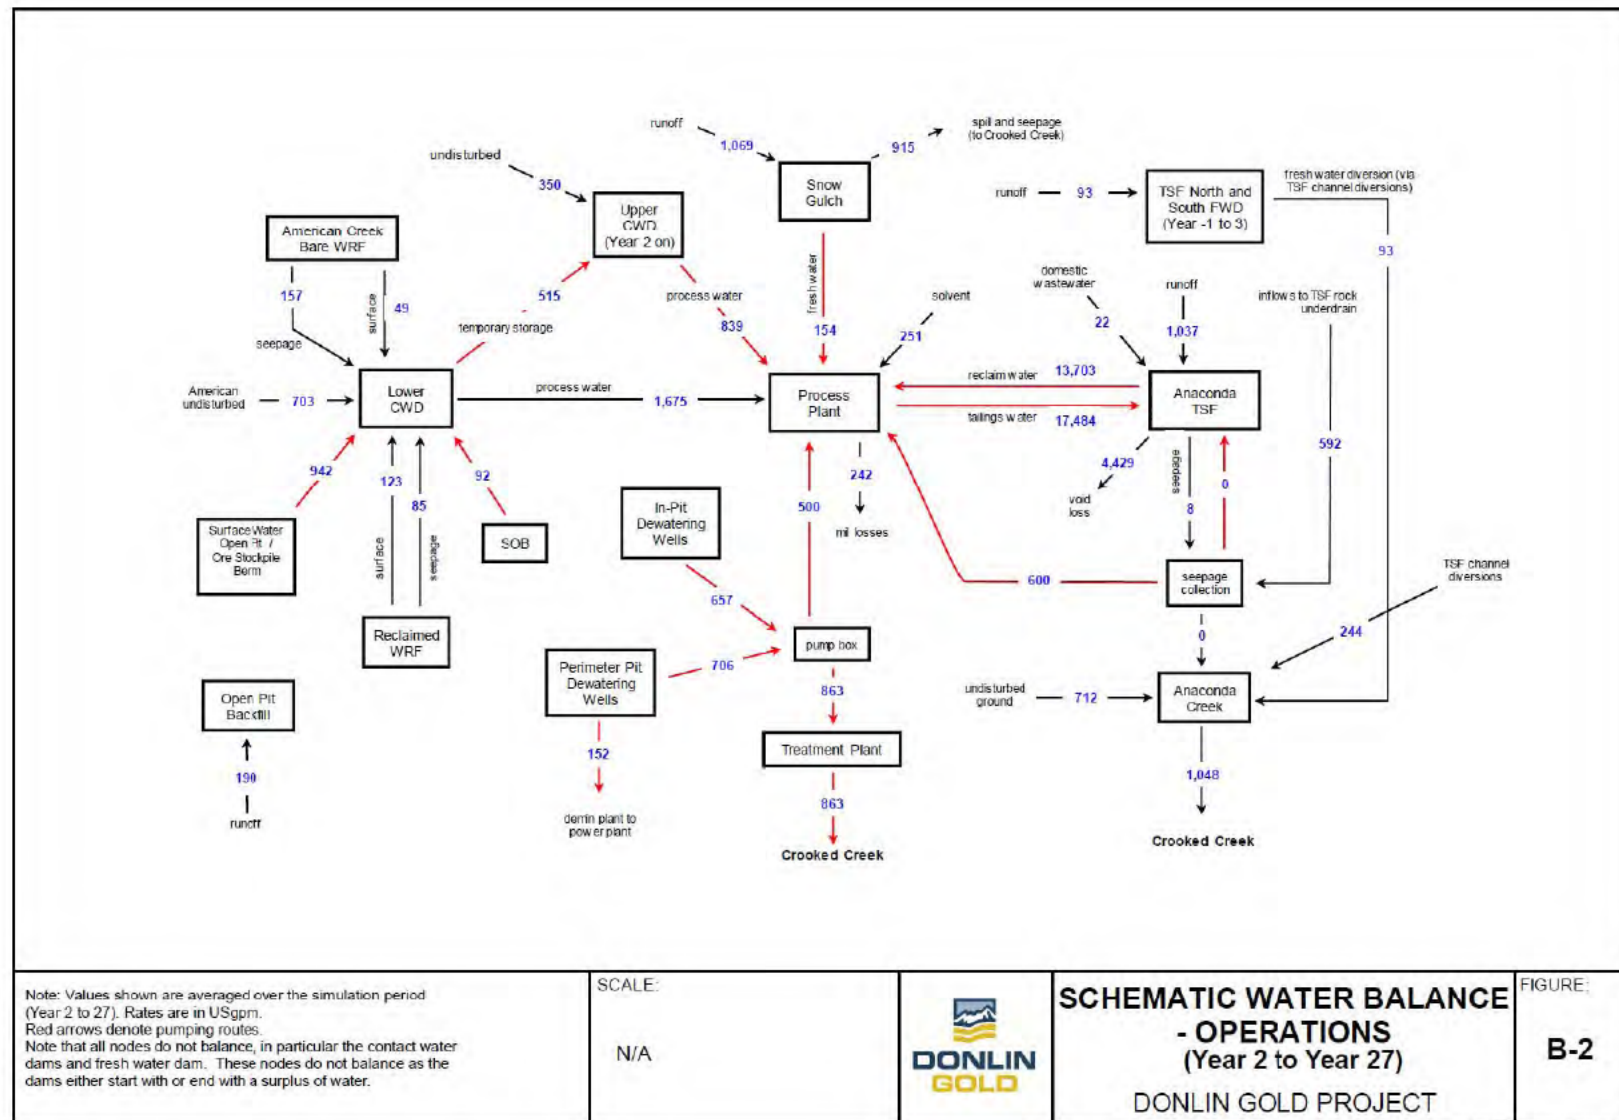 runoff
1,069
915
spill and seepage
(to Crooked Creek)
undisturbed
350
Snow
Gulch
runoff
93
TSF North and
South FWD
(Year -1 to 3)
fresh water diversion (via
TSF channel diversions)
93
American Creek
Bare WRF
Upper
CWD
(Year 2 on)
157
surface
49
seepage
515
temporary storage
process water
839
fresh water
154
solvent
251
domestic
wastewater
22
runoff
1,037
inflows to TSF rock
underdrain
American
undisturbed
703
Lower
CWD
process water
1,675
Process
Plant
reclaim water
13,703
tailings water
17,484
Anaconda
TSF
592
942
123
85
92
4,429
void
loss
seepage
8
0
242
mil losses
500
Surface Water
Open Pit /
Ore Stockpile
Berm
surface
seepage
SOB
In-Pit
Dewatering
Wells
657
600
seepage
collection
TSF channel
diversions
244
0
Reclaimed
WRF
Perimeter Pit
Dewatering
Wells
706
pump box
863
undisturbed
ground
712
Anaconda
Creek
Open Pit
Backfill
190
runoff
152
demin plant to
power plant
Treatment Plant
863
Crooked Creek
1,048
Crooked Creek
Note: Values shown are averaged over the simulation period
(Year 2 to 27). Rates are in USgpm.
Red arrows denote pumping routes.
Note that all nodes do not balance, in particular the contact water
dams and fresh water dam. These nodes do not balance as the
dams either start with or end with a surplus of water.
SCALE:
N/A
DONLIN
GOLD
SCHEMATIC WATER BALANCE
- OPERATIONS
(Year 2 to Year 27)
DONLIN GOLD PROJECT
FIGURE:
B-2